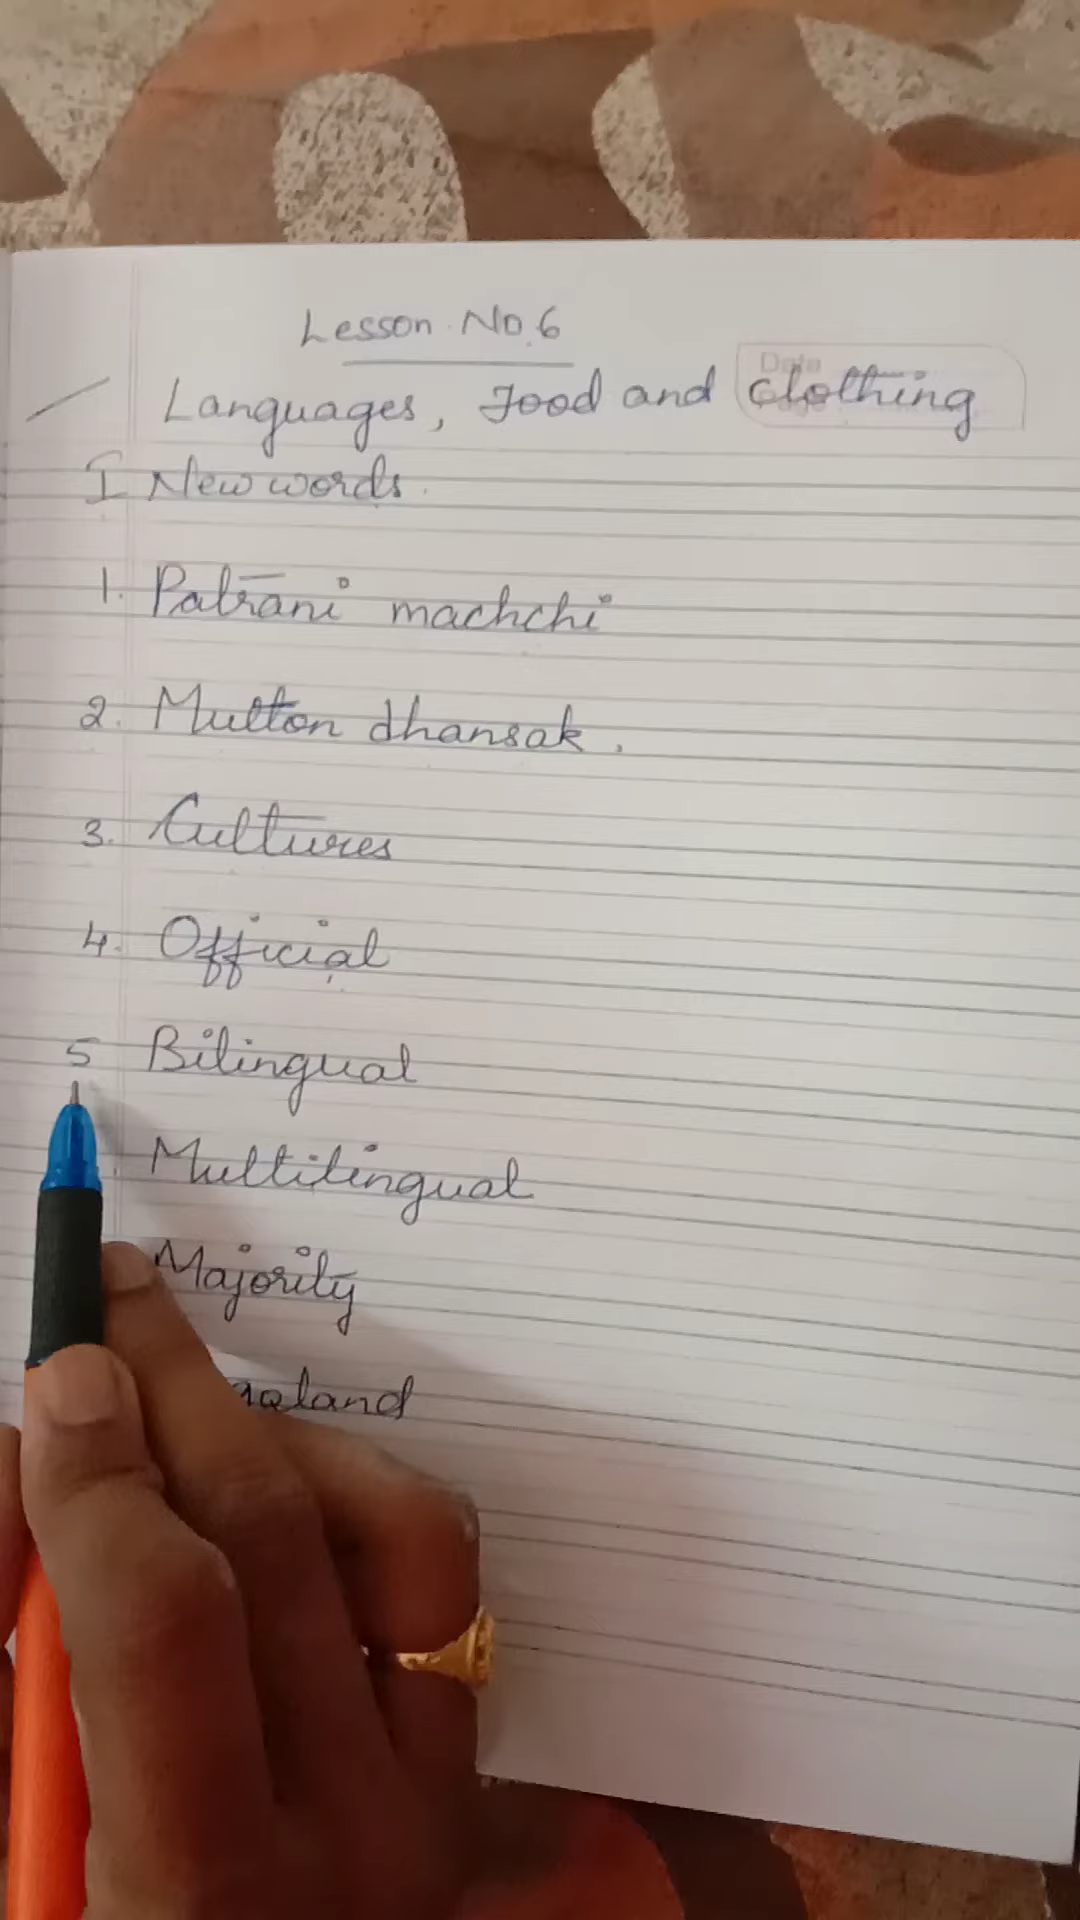 Lesson No. 6
Languages, Food and Clothing
I New words.
1. Patrani machchi
2. Mutton dhansak.
3. Cultures
4. Official
5 Bilingual
Multilingual
Majority